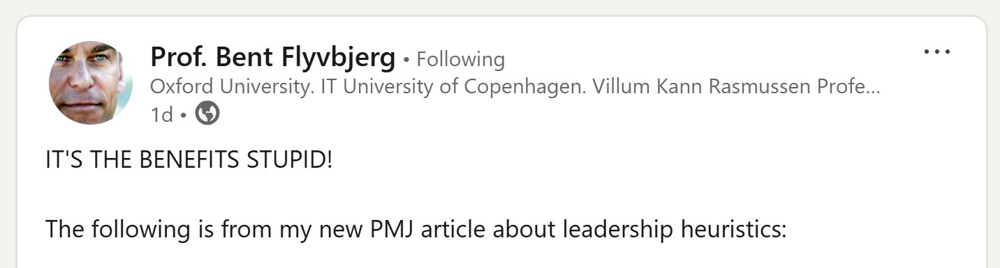 Prof. Bent Flyvbjerg • Following
Oxford University. IT University of Copenhagen. Villum Kann Rasmussen Profe...
1d •
IT'S THE BENEFITS STUPID!
The following is from my new PMJ article about leadership heuristics: